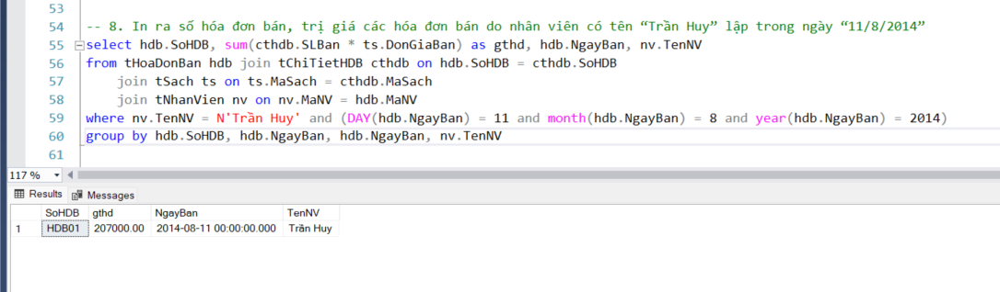 53
54 -- 8. In ra số hóa đơn bán, trị giá các hóa đơn bán do nhân viên có tên “Trần Huy” lập trong ngày “11/8/2014”
55 select hdb.SoHDB, sum(cthdb.SLBan * ts.DonGiaBan) as gthd, hdb.NgayBan, nv.TenNV
56 from tHoaDonBan hdb join tChiTietHDB cthdb on hdb.SoHDB = cthdb.SoHDB
57 join tSach ts on ts.MaSach = cthdb.MaSach
58 join tNhanVien nv on nv.MaNV = hdb.MaNV
59 where nv.TenNV = N'Trần Huy' and (DAY(hdb.NgayBan) = 11 and month(hdb.NgayBan) = 8 and year(hdb.NgayBan) = 2014)
60 group by hdb.SoHDB, hdb.NgayBan, hdb.NgayBan, nv.TenNV
61
117 %
Results Messages
SoHDB gthd NgayBan TenNV
1 HDB01 207000.00 2014-08-11 00:00:00.000 Trần Huy